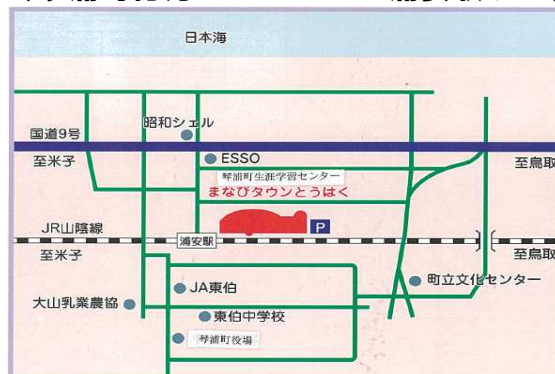 日本海
昭和シェル
国道9号
至米子
ESSO
至鳥取
琴浦町生涯学習センター
まなびタウンとうはく
P
JR山陰線
浦安駅
至米子
至鳥取
JA東伯
町立文化センター
大山乳業農協
東伯中学校
琴浦町役場